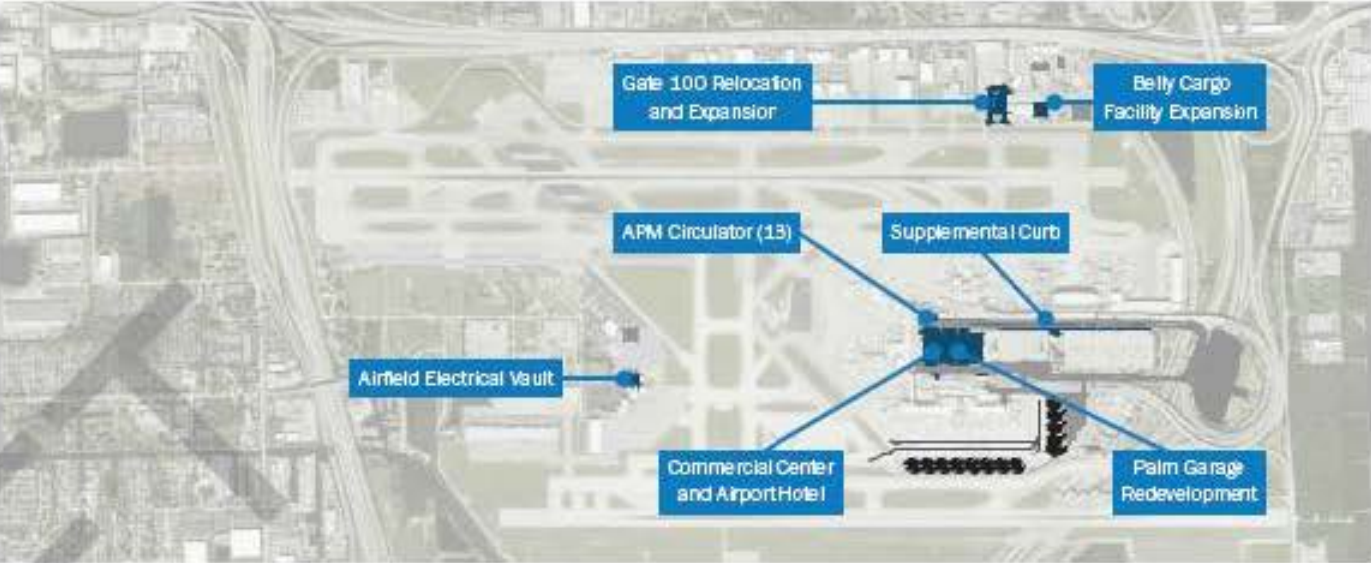 Gate 100 Relocation
and Expansion
Belly Cargo
Facility Expansion
APM Circulator (13)
Supplemental Curb
Airfield Electrical Vault
Commercial Center
and Airport Hotel
Palm Garage
Redevelopment